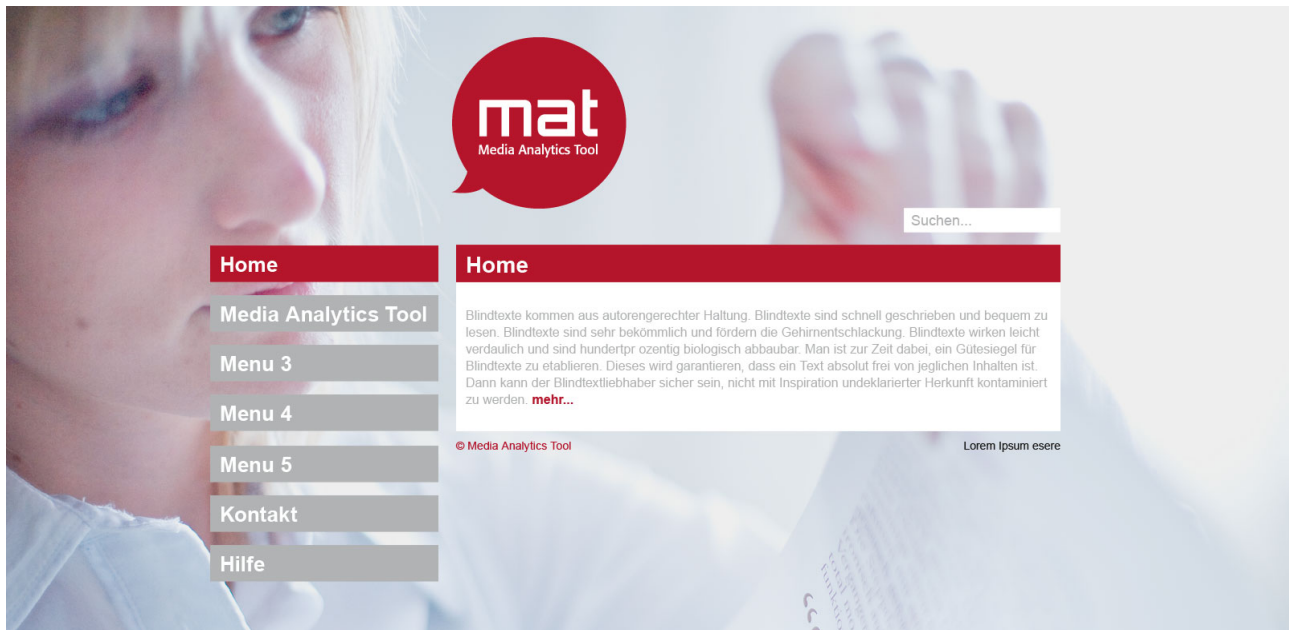 mat
Media Analytics Tool
Suchen...
Home
Media Analytics Tool
Menu 3
Menu 4
Menu 5
Kontakt
Hilfe
Home
Blindtexte kommen aus autorengerechter Haltung. Blindtexte sind schnell geschrieben und bequem zu
lesen. Blindtexte sind sehr bekömmlich und fördern die Gehirnentschlackung. Blindtexte wirken leicht
verdaulich und sind hundertpr ozentig biologisch abbaubar. Man ist zur Zeit dabei, ein Gütesiegel für
Blindtexte zu etablieren. Dieses wird garantieren, dass ein Text absolut frei von jeglichen Inhalten ist.
Dann kann der Blindtextliebhaber sicher sein, nicht mit Inspiration undeklarierter Herkunft kontaminiert
zu werden. mehr...
© Media Analytics Tool
Lorem Ipsum esere